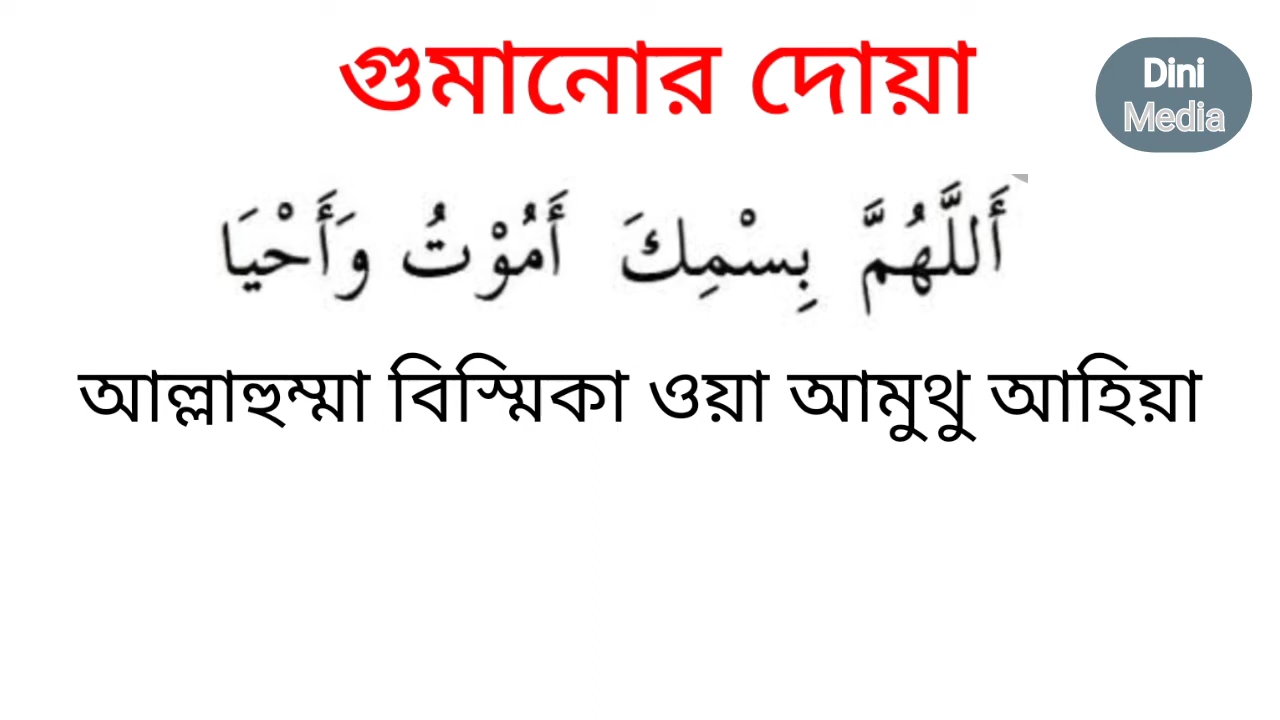 গুমানোর দোয়া
Dini
Media
أَللَّهُمَّ بِسْمِكَ أَمُوْتُ وَأَحْيَا
আল্লাহুম্মা বিস্মিকা ওয়া আমুথু আহিয়া